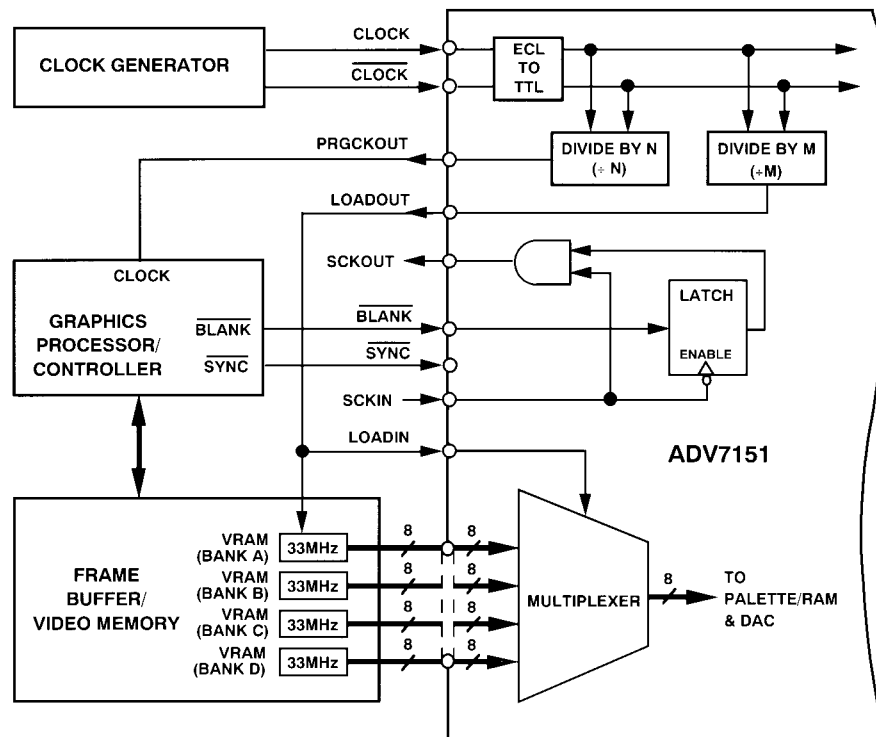 CLOCK GENERATOR
CLOCK
CLOCK
ECL
TO
TTL
PRGCKOUT
DIVIDE BY N
(÷ N)
DIVIDE BY M
(÷M)
LOADOUT
SCKOUT
CLOCK
GRAPHICS
PROCESSOR/
CONTROLLER
BLANK
SYNC
BLANK
SYNC
LATCH
ENABLE
SCKIN
LOADIN
ADV7151
FRAME
BUFFER/
VIDEO MEMORY
VRAM
(BANK A)
33MHz
8
8
VRAM
(BANK B)
33MHz
8
8
VRAM
(BANK C)
33MHz
8
8
VRAM
(BANK D)
33MHz
8
8
MULTIPLEXER
8
TO
PALETTE/RAM
& DAC